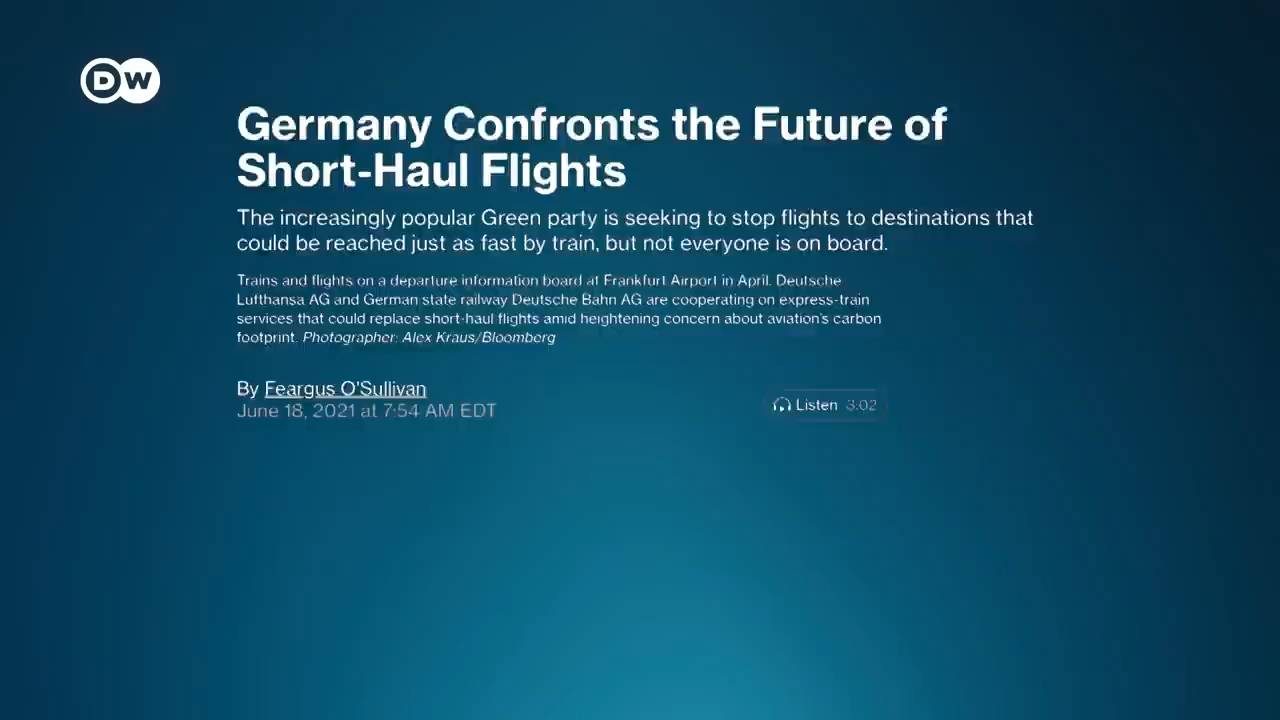 DW
Germany Confronts the Future of
Short-Haul Flights
The increasingly popular Green party is seeking to stop flights to destinations that
could be reached just as fast by train, but not everyone is on board.
Trains and flights on a departure information board at Frankfurt Airport in April. Deutsche
Lufthansa AG and German state railway Deutsche Bahn AG are cooperating on express-train
services that could replace short-haul flights amid heightening concern about aviation's carbon
footprint. Photographer: Alex Kraus/Bloomberg
By Feargus O'Sullivan
June 18, 2021 at 7:54 AM EDT
Listen 3:02